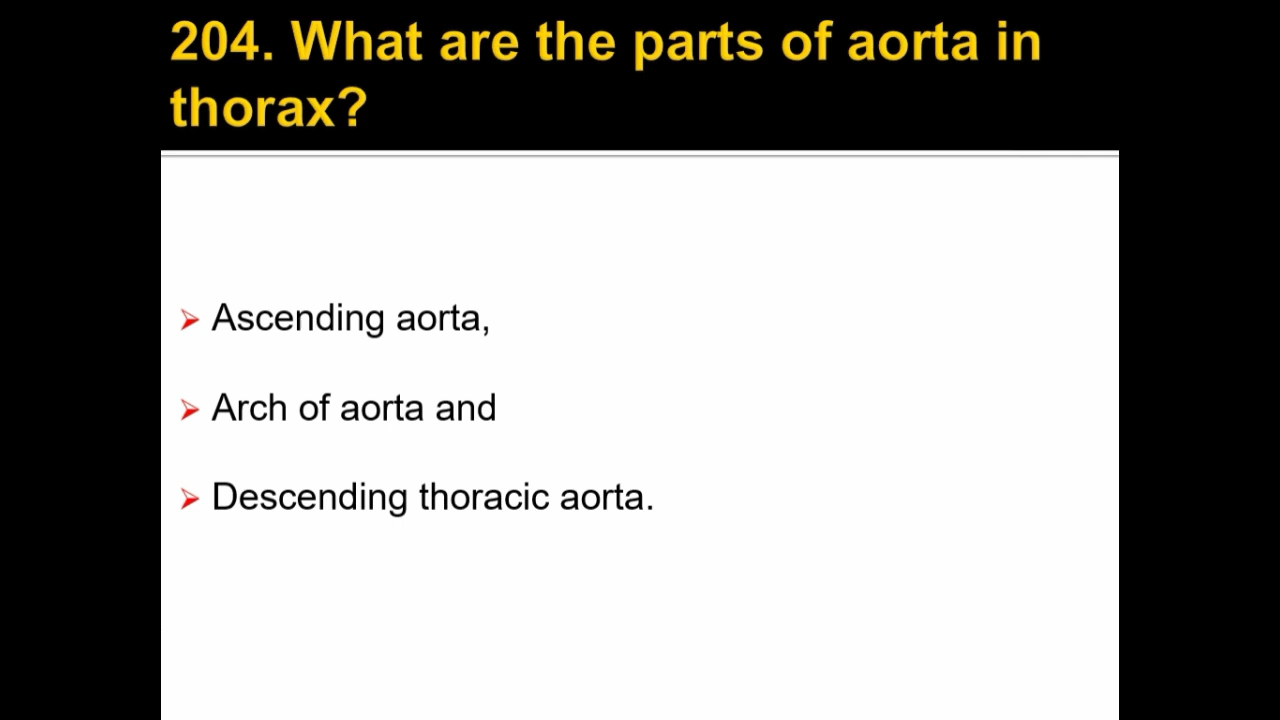 204. What are the parts of aorta in
thorax?
Ascending aorta,
Arch of aorta and
Descending thoracic aorta.